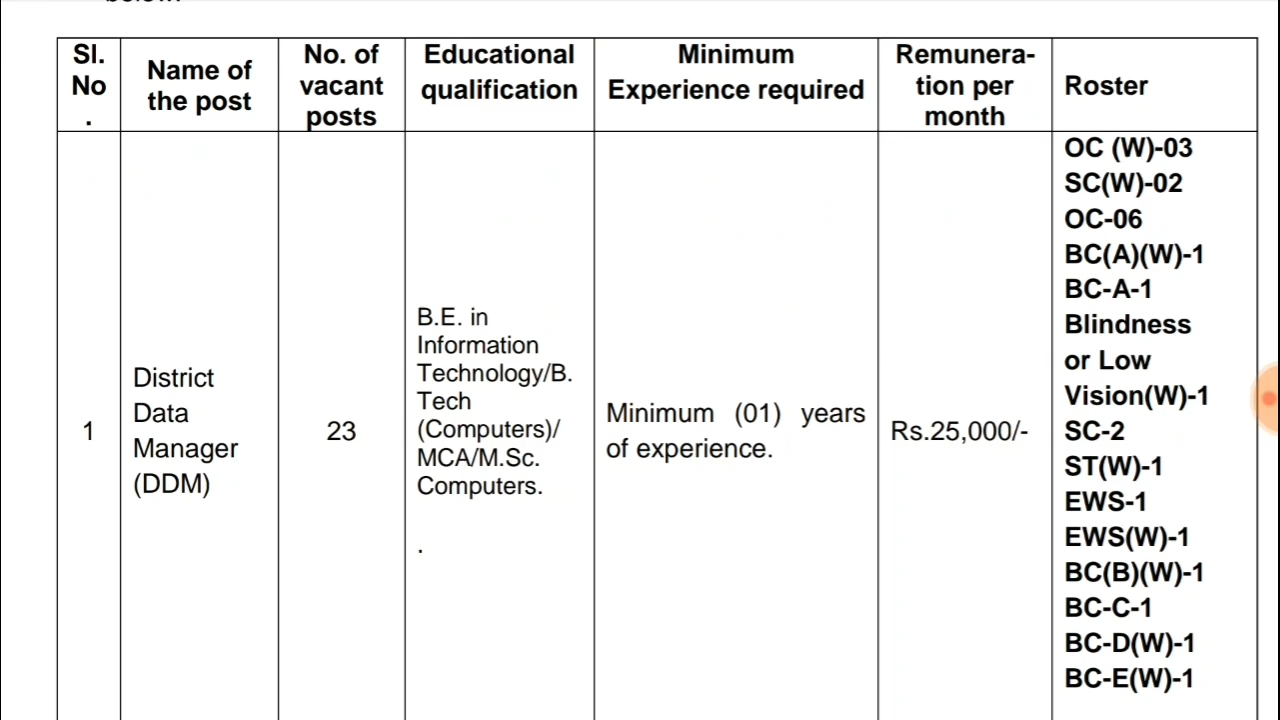 Sl.
No
.
Name of
the post
No. of
vacant
posts
Educational
qualification
Minimum
Experience required
Remunera-
tion per
month
Roster
1
District
Data
Manager
(DDM)
23
B.E. in
Information
Technology/B.
Tech
(Computers)/
MCA/M.Sc.
Computers.
.
Minimum (01) years
of experience.
Rs.25,000/-
OC (W)-03
SC(W)-02
OC-06
BC(A)(W)-1
BC-A-1
Blindness
or Low
Vision(W)-1
SC-2
ST(W)-1
EWS-1
EWS(W)-1
BC(B)(W)-1
BC-C-1
BC-D(W)-1
BC-E(W)-1